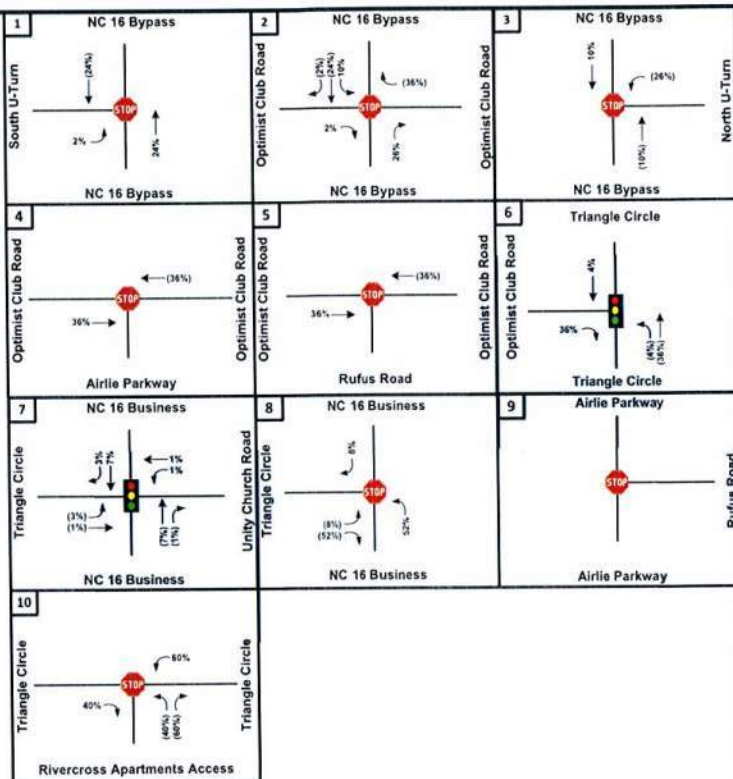 1
NC 16 Bypass
South U-Turn
(24%)
STOP
2%
24%
NC 16 Bypass
2
NC 16 Bypass
Optimist Club Road
(2%)
(24%)
10%
(36%)
STOP
2%
26%
Optimist Club Road
NC 16 Bypass
3
NC 16 Bypass
10%
(26%)
STOP
(10%)
North U-Turn
NC 16 Bypass
4
Optimist Club Road
(36%)
STOP
36%
Optimist Club Road
Airlie Parkway
5
Optimist Club Road
(36%)
STOP
36%
Optimist Club Road
Rufus Road
6
Triangle Circle
Optimist Club Road
4%
36%
(4%)
(36%)
Triangle Circle
7
NC 16 Business
Triangle Circle
3%
7%
1%
1%
(3%)
(1%)
(7%)
(1%)
Unity Church Road
NC 16 Business
8
NC 16 Business
Triangle Circle
8%
STOP
(8%)
(52%)
52%
NC 16 Business
9
Airlie Parkway
STOP
Rufus Road
Airlie Parkway
10
Triangle Circle
60%
STOP
40%
(40%)
(60%)
Triangle Circle
Rivercross Apartments Access